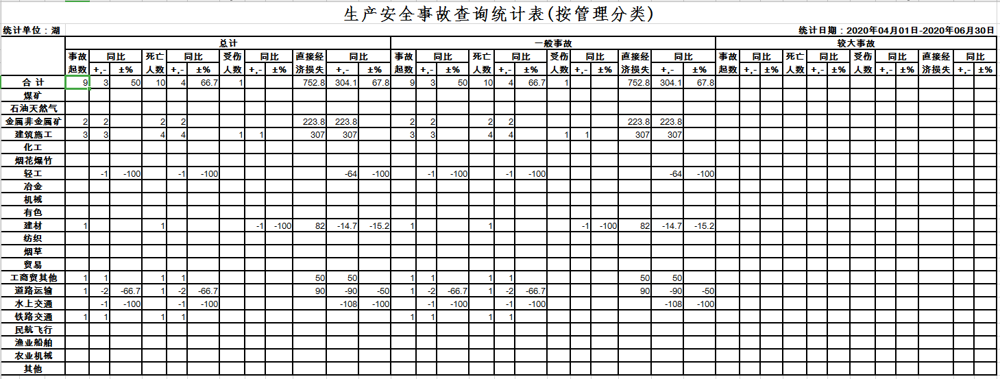 生产安全事故查询统计表(按管理分类)
统计单位：湖 统计日期：2020年04月01日-2020年06月30日
总计 一般事故 较大事故
事故起数 同比 死亡人数 同比 受伤人数 同比 直接经济损失 同比 事故起数 同比 死亡人数 同比 受伤人数 同比 直接经济损失 同比 事故起数 同比 死亡人数 同比 受伤人数 同比 直接经济损失 同比
+,- ±% +,- ±% +,- ±% +,- ±% +,- ±% +,- ±% +,- ±% +,- ±% +,- ±% +,- ±% +,- ±% +,- ±%
合 计 9 3 50 10 4 66.7 1 752.8 304.1 67.8 9 3 50 10 4 66.7 1 752.8 304.1 67.8
煤矿
石油天然气
金属非金属矿 2 2 2 2 223.8 223.8 2 2 2 2 223.8 223.8
建筑施工 3 3 4 4 1 1 307 307 3 3 4 4 1 1 307 307
化工
烟花爆竹
轻工 -1 -100 -1 -100 -64 -100 -1 -100 -1 -100 -64 -100
冶金
机械
有色
建材 1 1 -1 -100 82 -14.7 -15.2 1 1 -1 -100 82 -14.7 -15.2
纺织
烟草
贸易
工商贸其他 1 1 1 1 50 50 1 1 1 1 50 50
道路运输 1 -2 -66.7 1 -2 -66.7 90 -90 -50 1 -2 -66.7 1 -2 -66.7 90 -90 -50
水上交通 -1 -100 -1 -100 -108 -100 -1 -100 -1 -100 -108 -100
铁路交通 1 1 1 1 1 1 1 1
民航飞行
渔业船舶
农业机械
其他